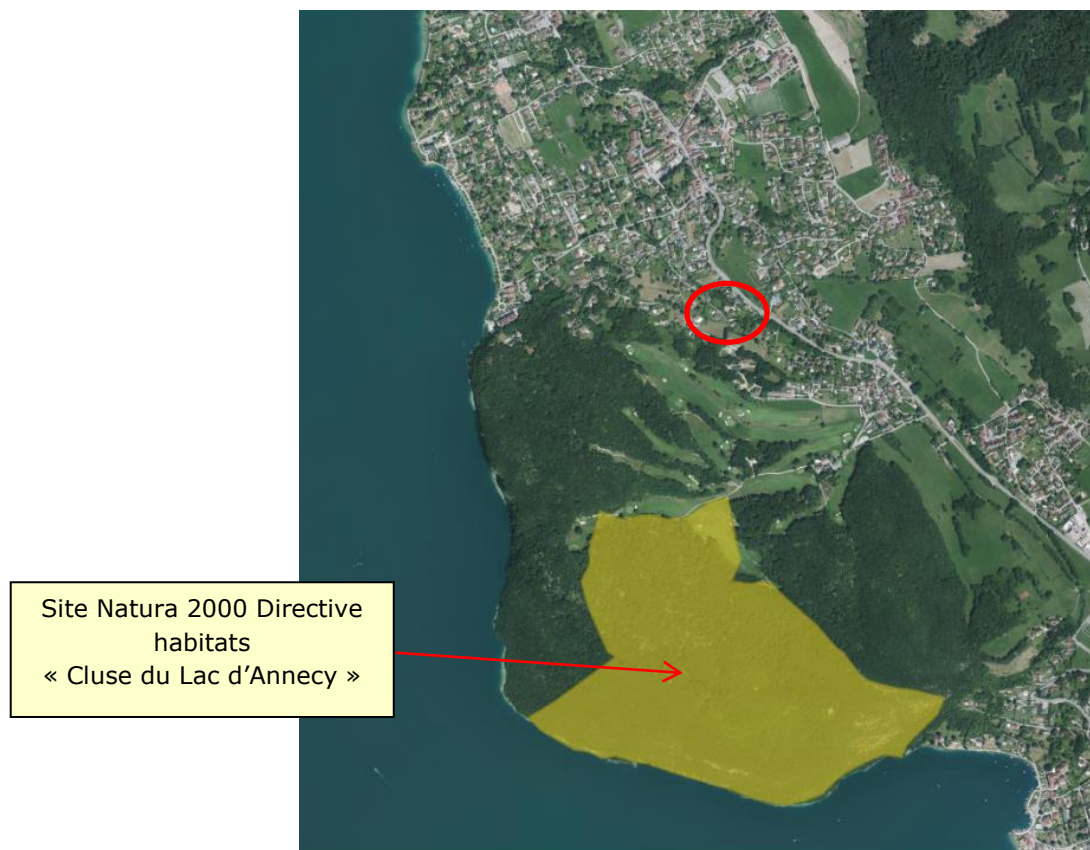 Site Natura 2000 Directive
habitats
« Cluse du Lac d’Annecy »